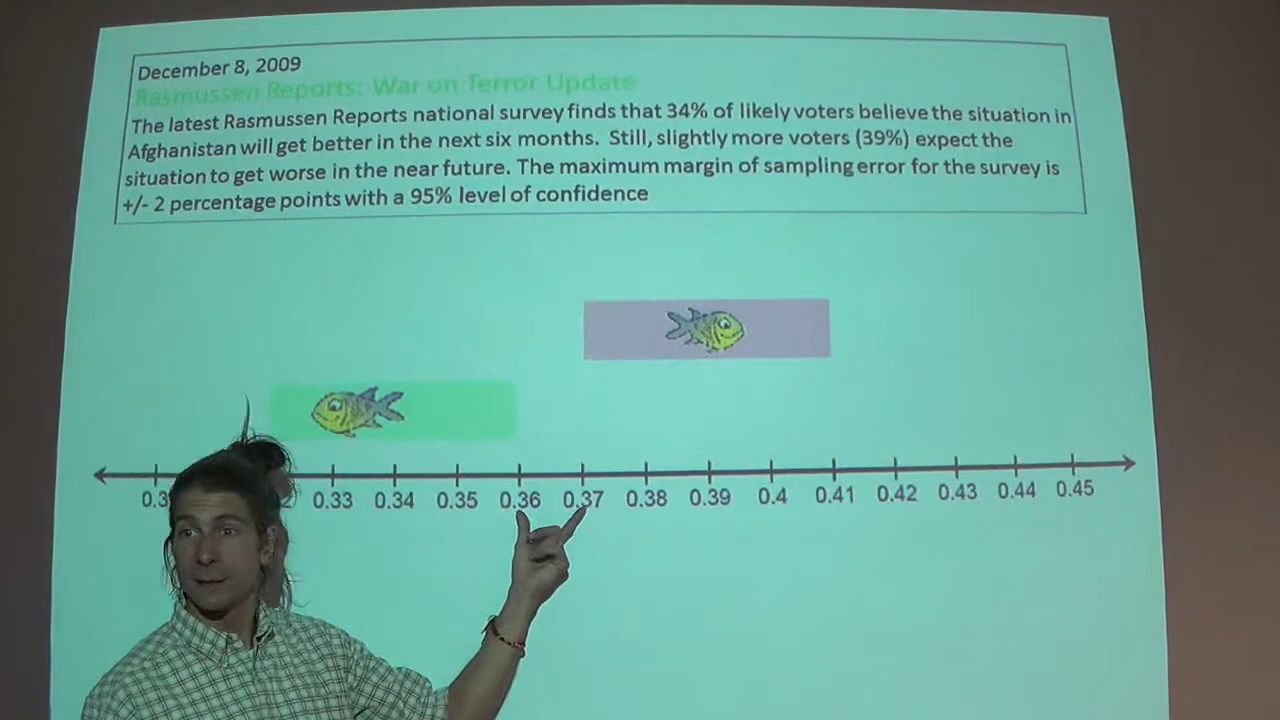 December 8, 2009
Rasmussen Reports: War on Terror Update
The latest Rasmussen Reports national survey finds that 34% of likely voters believe the situation in
Afghanistan will get better in the next six months. Still, slightly more voters (39%) expect the
situation to get worse in the near future. The maximum margin of sampling error for the survey is
+/- 2 percentage points with a 95% level of confidence
0.33 0.34 0.35 0.36 0.37 0.38 0.39 0.4 0.41 0.42 0.43 0.44 0.45